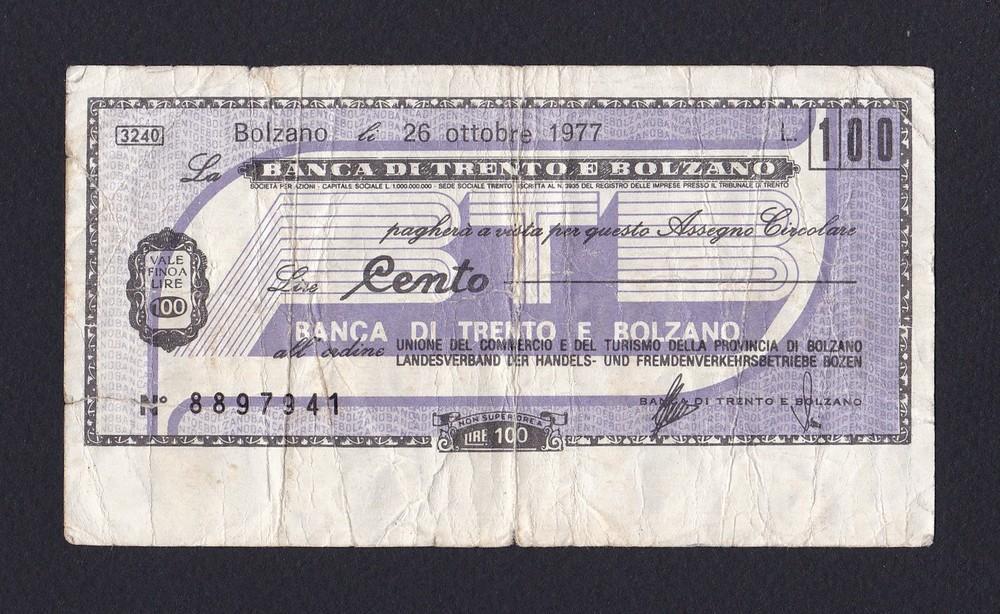 3240 Bolzano li 26 ottobre 1977 L. 100
La BANCA DI TRENTO E BOLZANO
SOCIETÀ PER AZIONI - CAPITALE SOCIALE L. 1.000.000.000 - SEDE SOCIALE TRENTO - ISCRITTA AL N. 3935 DEL REGISTRO DELLE IMPRESE PRESSO IL TRIBUNALE DI TRENTO
BTB
pagherà a vista per questo Assegno Circolare
VALE
FINO A
LIRE
100
Lire Cento
BANCA DI TRENTO E BOLZANO
all'ordine UNIONE DEL COMMERCIO E DEL TURISMO DELLA PROVINCIA DI BOLZANO
LANDESVERBAND DER HANDELS- UND FREMDENVERKEHRSBETRIEBE BOZEN
N° 8897941
BANCA DI TRENTO E BOLZANO
NON SUPERIORE A
LIRE 100